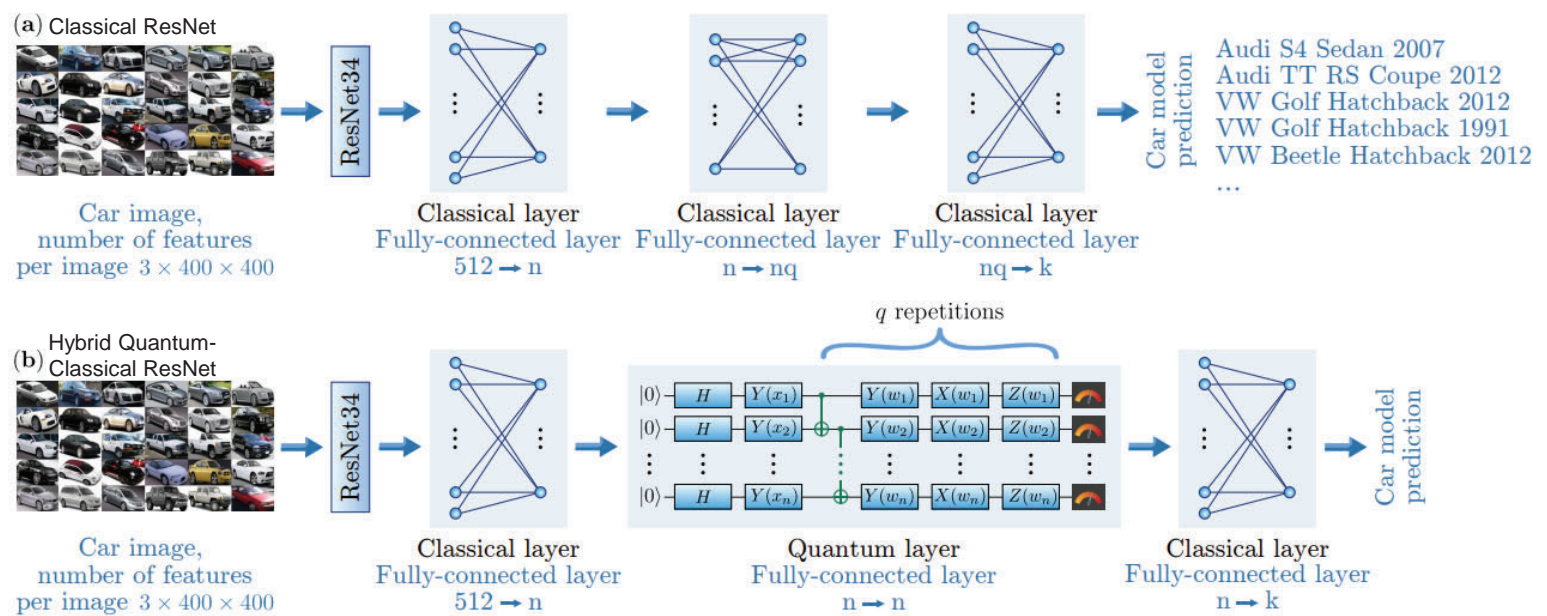 (a) Classical ResNet
ResNet34
Car model
prediction
Audi S4 Sedan 2007
Audi TT RS Coupe 2012
VW Golf Hatchback 2012
VW Golf Hatchback 1991
VW Beetle Hatchback 2012
...
Car image,
number of features
per image 3 × 400 × 400
Classical layer
Fully-connected layer
512 → n
Classical layer
Fully-connected layer
n → nq
Classical layer
Fully-connected layer
nq → k
(b) Hybrid Quantum-
Classical ResNet
ResNet34
q repetitions
|0⟩ H Y(x₁) Y(w₁) X(w₁) Z(w₁)
|0⟩ H Y(x₂) Y(w₂) X(w₂) Z(w₂)
|0⟩ H Y(xₙ) Y(wₙ) X(wₙ) Z(wₙ)
Car model
prediction
Car image,
number of features
per image 3 × 400 × 400
Classical layer
Fully-connected layer
512 → n
Quantum layer
Fully-connected layer
n → n
Classical layer
Fully-connected layer
n → k